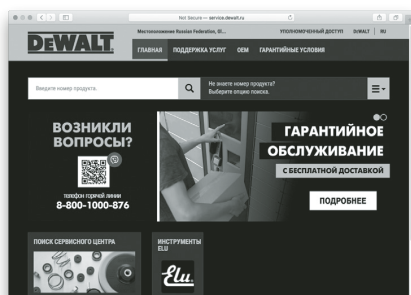 Not Secure — service.dewalt.ru
Местоположение Russian Federation, El...
УПОЛНОМОЧЕННЫЙ ДОСТУП DeWALT RU
DEWALT
ГЛАВНАЯ ПОДДЕРЖКА УСЛУГ OEM ГАРАНТИЙНЫЕ УСЛОВИЯ
Введите номер продукта.
Не знаете номер продукта?
Выберите опцию поиска.
ВОЗНИКЛИ
ВОПРОСЫ?
телефон горячей линии
8-800-1000-876
ГАРАНТИЙНОЕ
ОБСЛУЖИВАНИЕ
С БЕСПЛАТНОЙ ДОСТАВКОЙ
ПОДРОБНЕЕ
ПОИСК СЕРВИСНОГО ЦЕНТРА
ИНСТРУМЕНТЫ
ELU
Elu